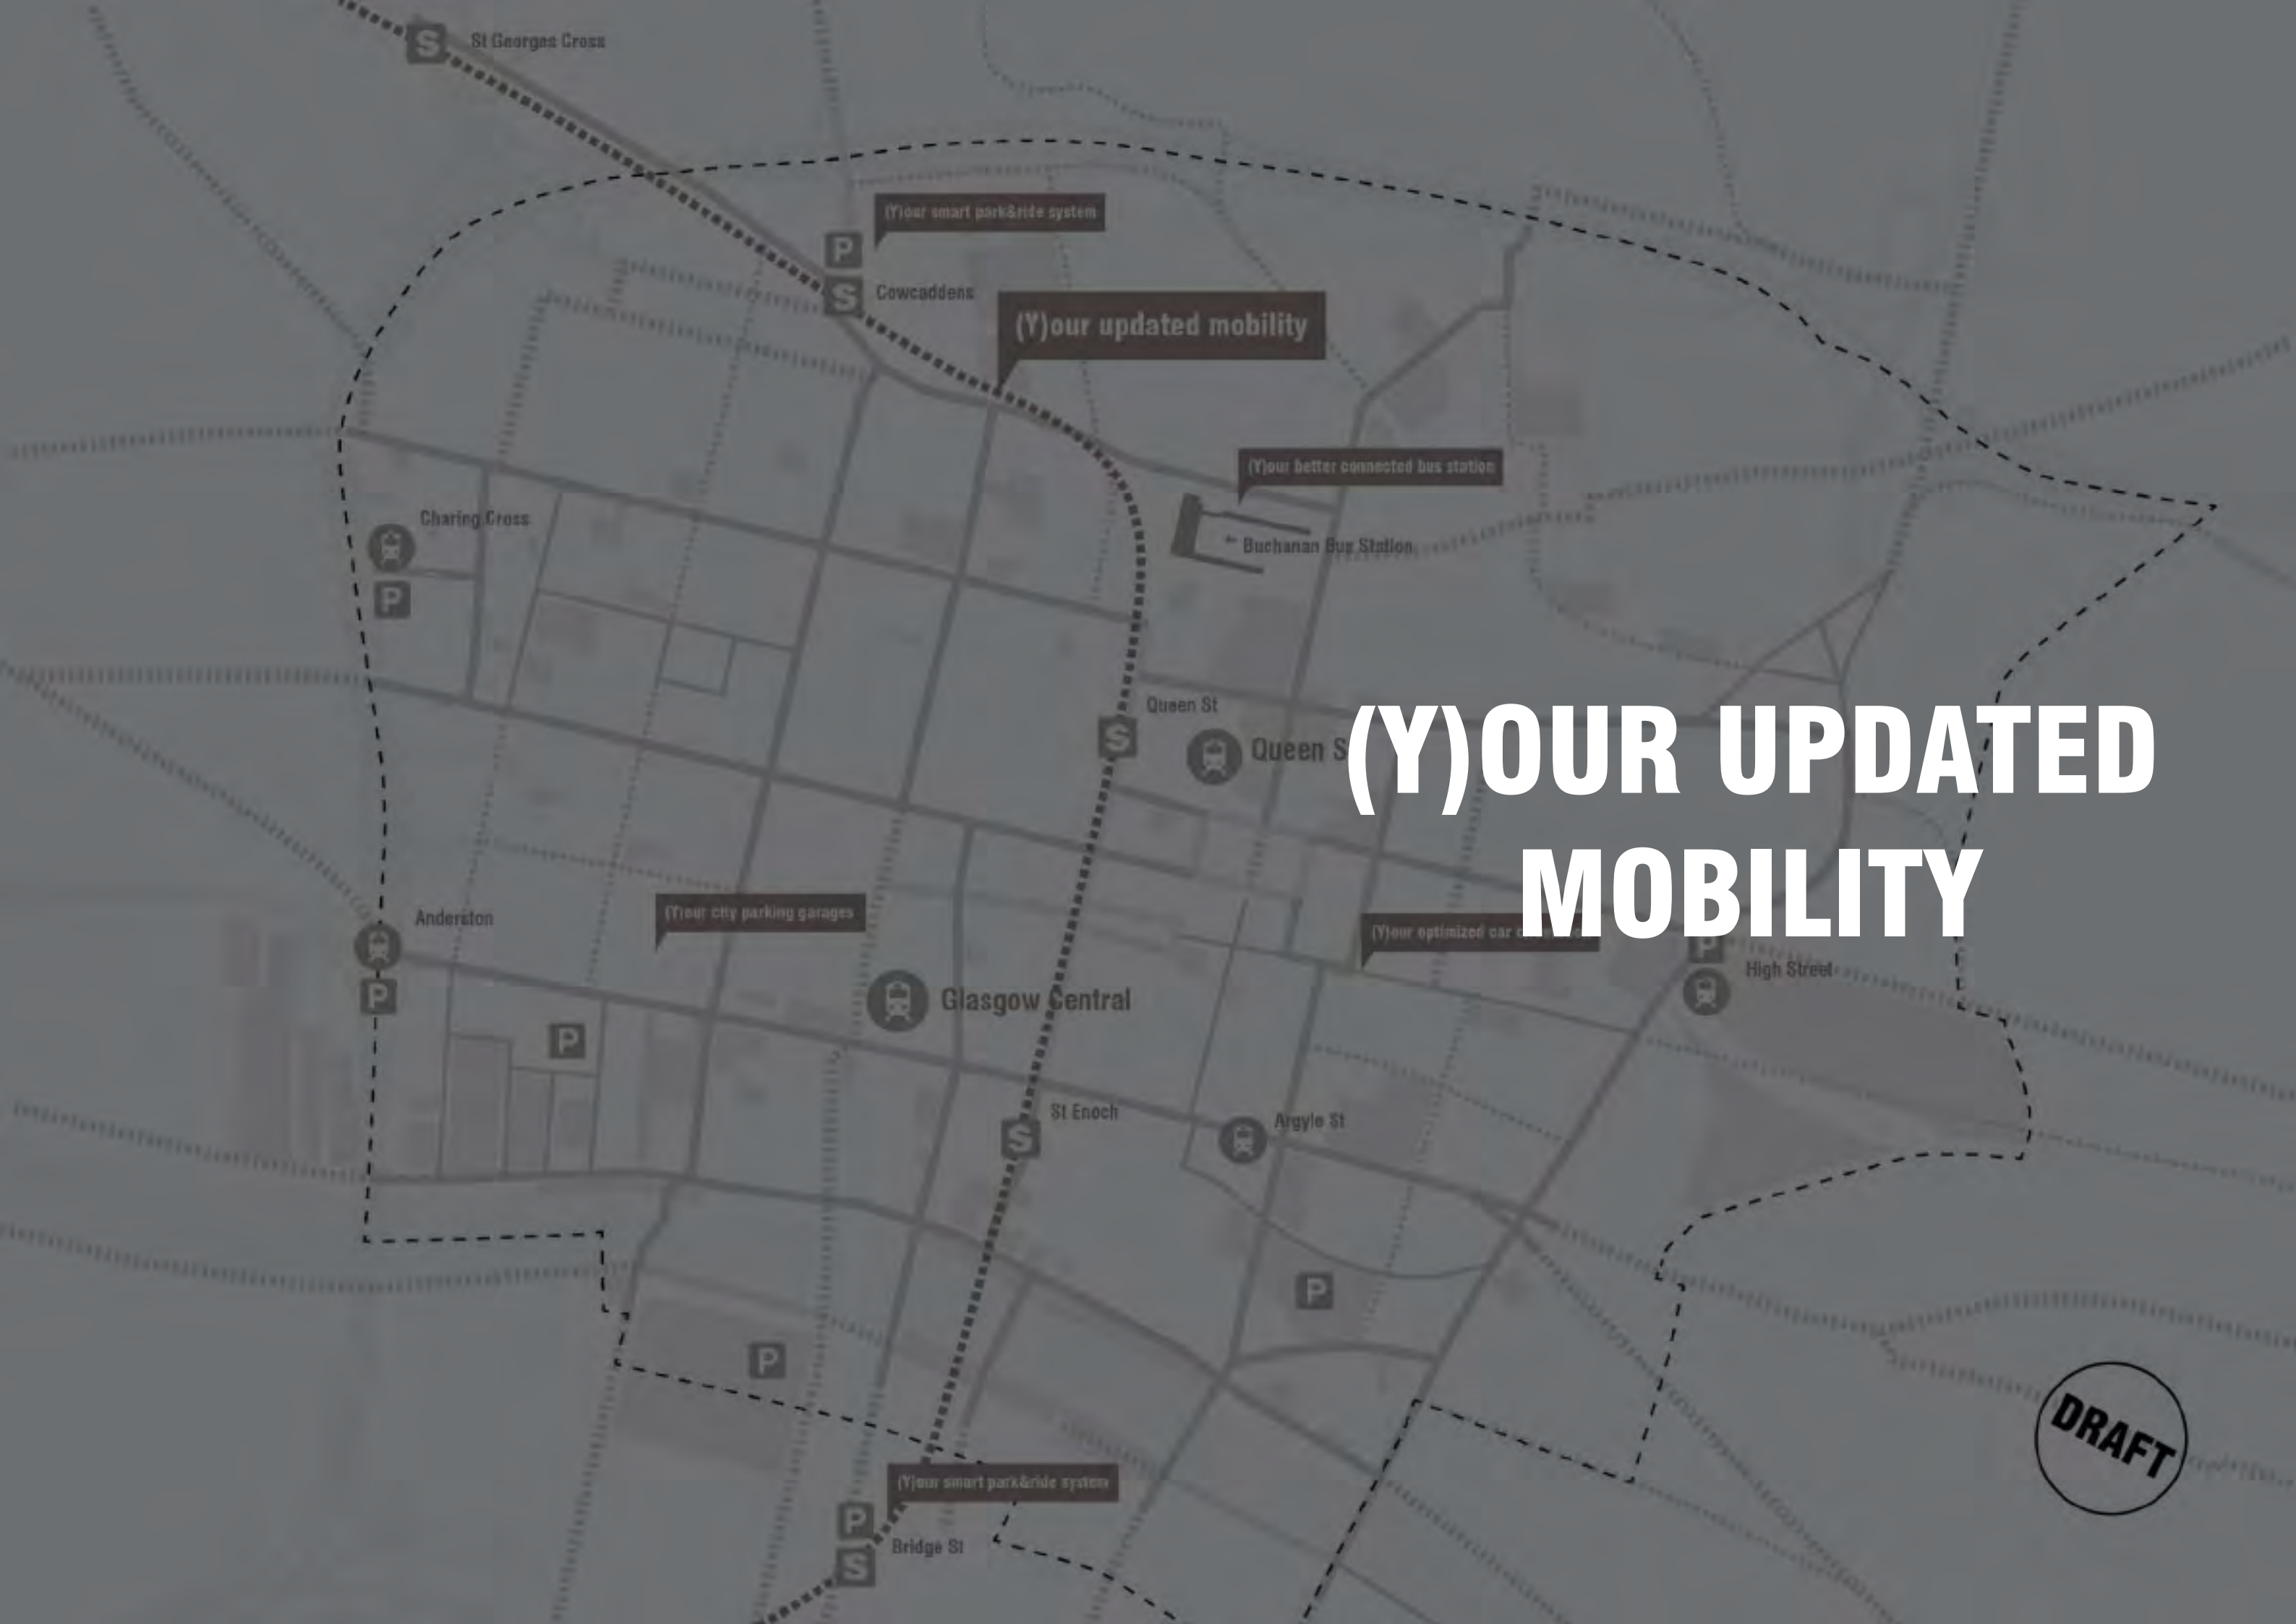 S St Georges Cross
(Y)our smart park&ride system
P
S Cowcaddens
(Y)our updated mobility
(Y)our better connected bus station
Charing Cross
← Buchanan Bus Station
P
Queen St
S
Queen S
(Y)OUR UPDATED
MOBILITY
(Y)our city parking garages
Anderston
(Y)our optimized car
P
High Street
P
Glasgow Central
P
St Enoch
S
Argyle St
P
P
DRAFT
(Y)our smart park&ride system
P
Bridge St
S